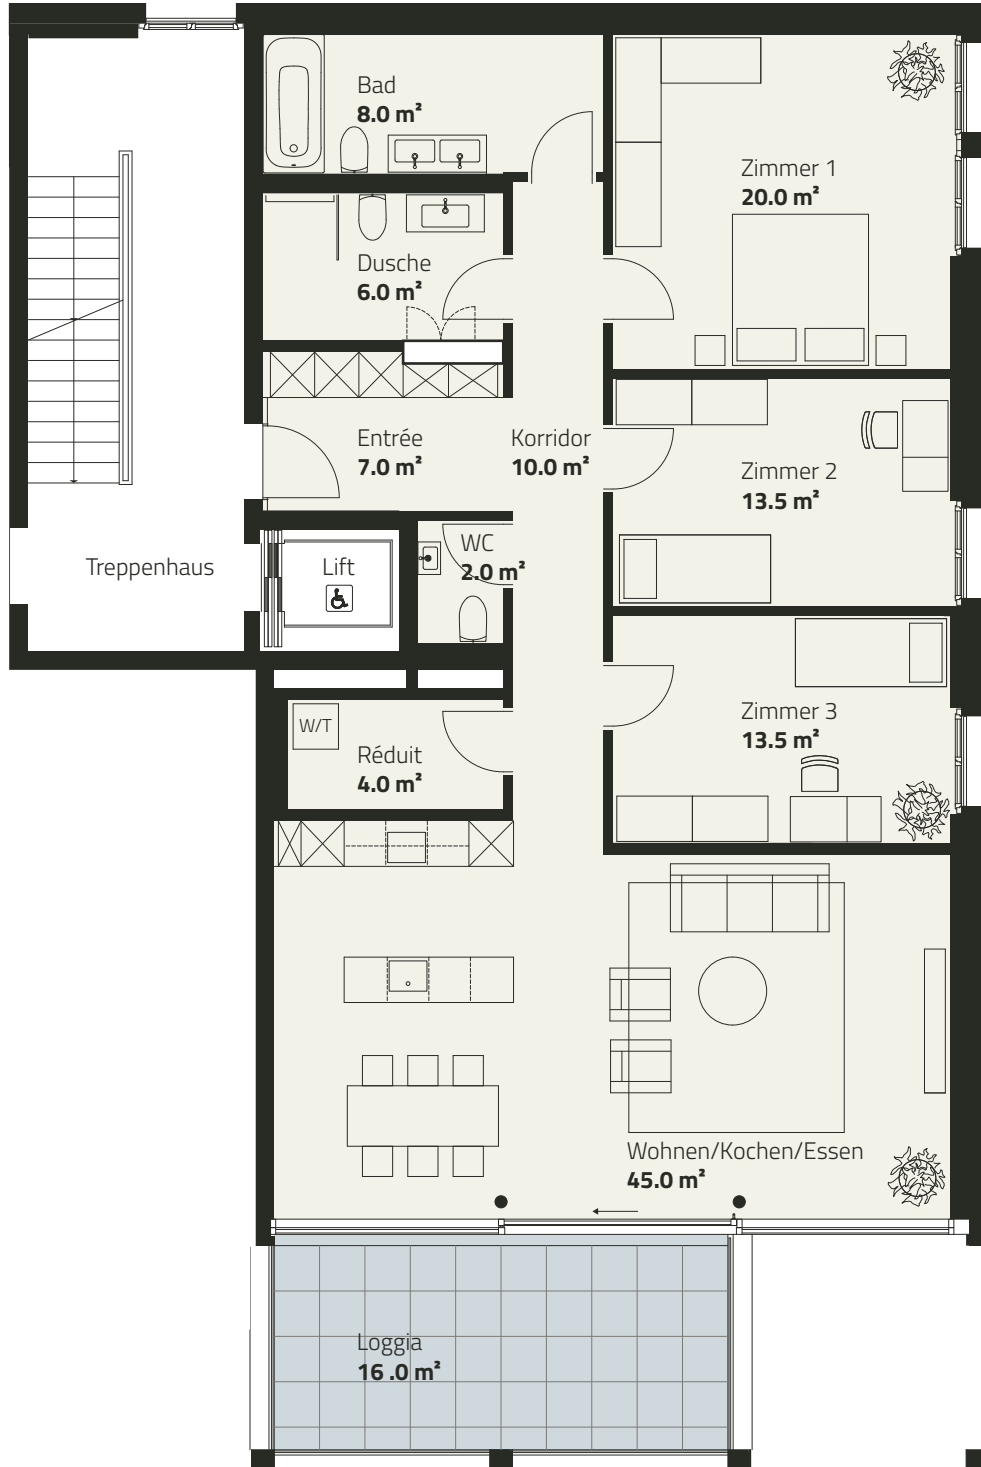 Bad
8.0 m²
Zimmer 1
20.0 m²
Dusche
6.0 m²
Entrée
7.0 m²
Korridor
10.0 m²
Zimmer 2
13.5 m²
Treppenhaus
Lift
WC
2.0 m²
Zimmer 3
13.5 m²
W/T
Réduit
4.0 m²
Wohnen/Kochen/Essen
45.0 m²
Loggia
16 .0 m²